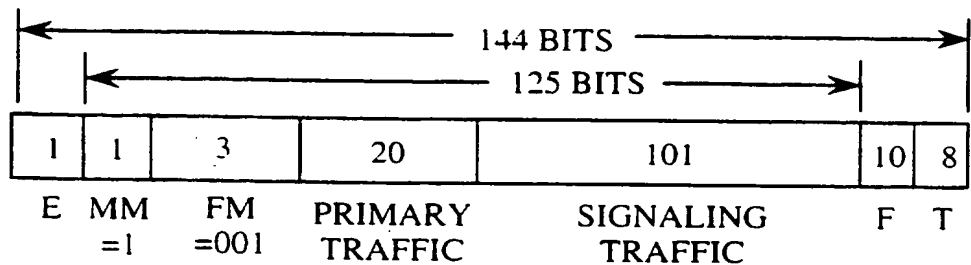 144 BITS
125 BITS
1 1 3 20 101 10 8
E MM =1 FM =001 PRIMARY TRAFFIC SIGNALING TRAFFIC F T